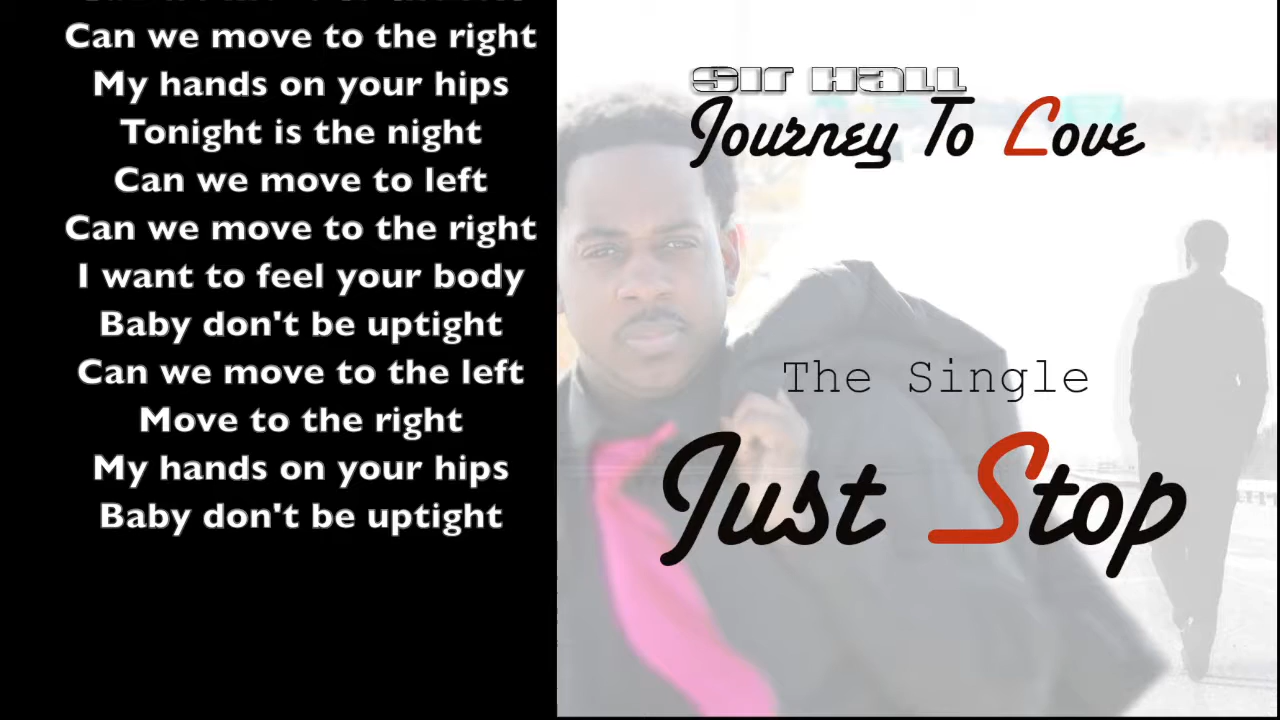 Can we move to the right
My hands on your hips
Tonight is the night
Can we move to left
Can we move to the right
I want to feel your body
Baby don't be uptight
Can we move to the left
Move to the right
My hands on your hips
Baby don't be uptight
Sir Hall
Journey To Love
The Single
Just Stop